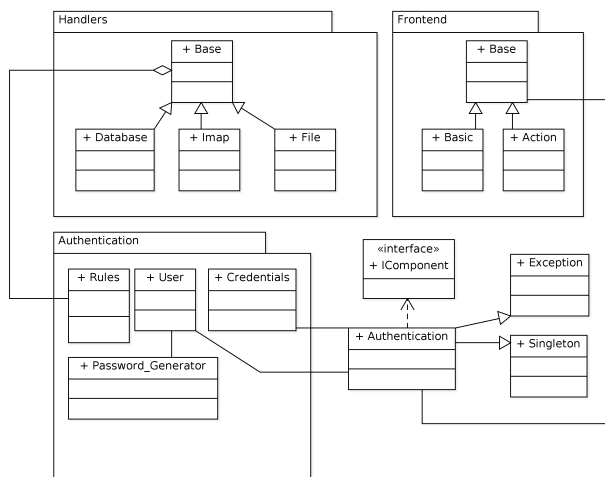 Handlers
+ Base
+ Database
+ Imap
+ File
Frontend
+ Base
+ Basic
+ Action
Authentication
+ Rules
+ User
+ Credentials
+ Password_Generator
«interface»
+ IComponent
+ Authentication
+ Exception
+ Singleton